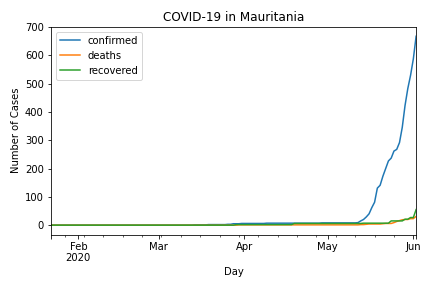 COVID-19 in Mauritania
confirmed
deaths
recovered
Number of Cases
700
600
500
400
300
200
100
0
Feb
2020
Mar
Apr
May
Jun
Day